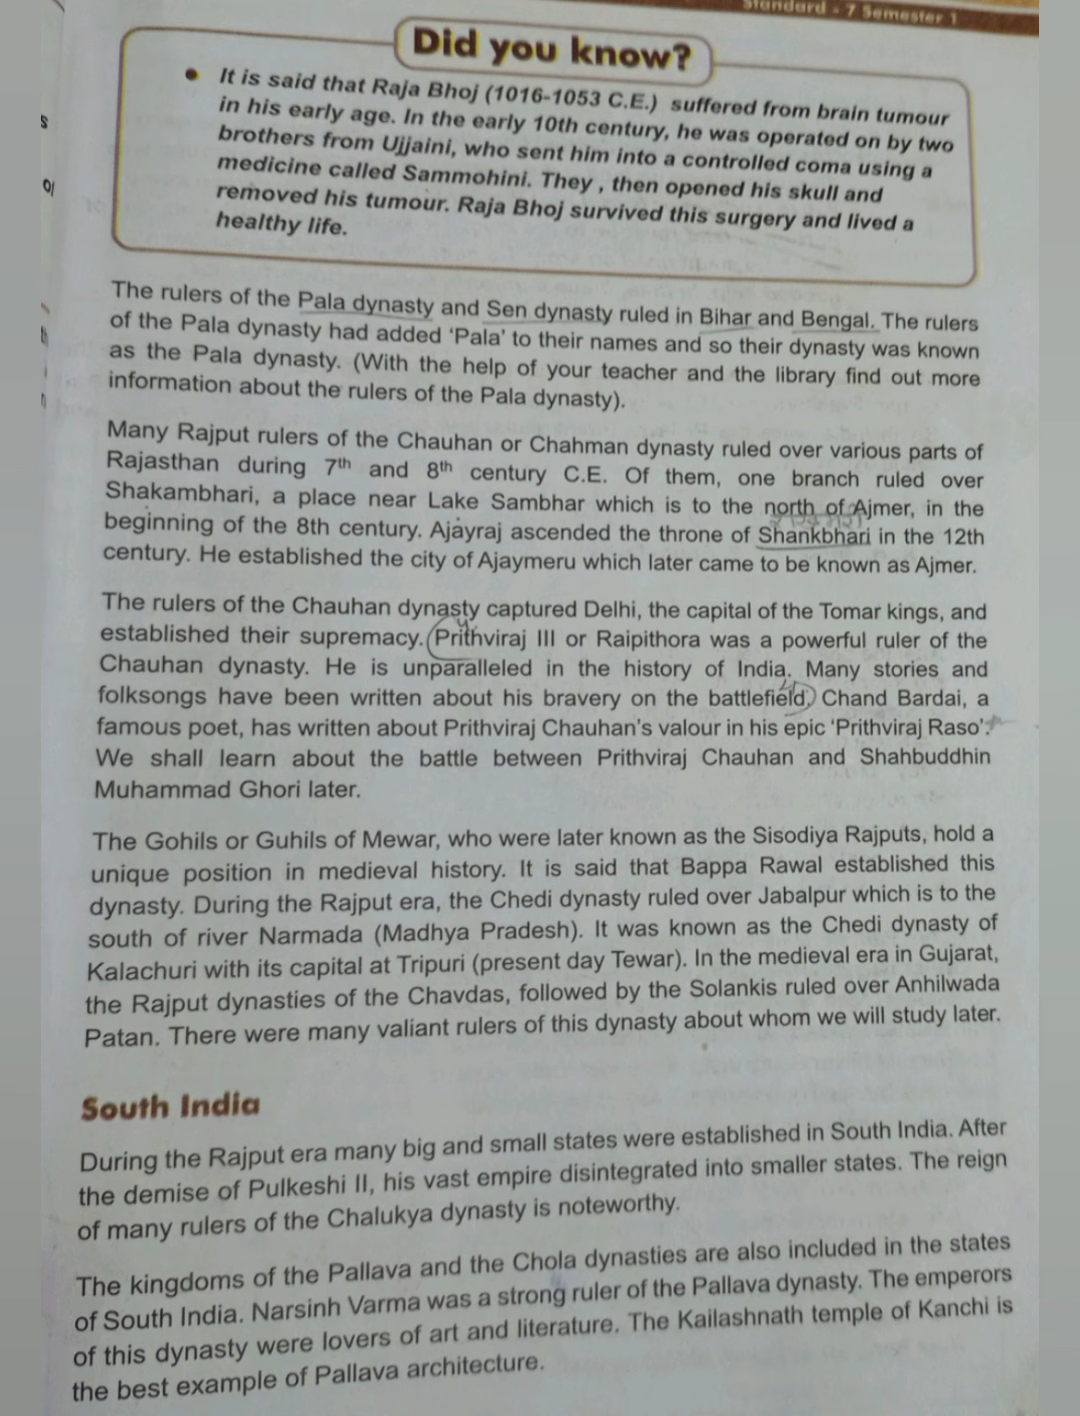 Standard - 7 Semester 1
Did you know?
• It is said that Raja Bhoj (1016-1053 C.E.) suffered from brain tumour
in his early age. In the early 10th century, he was operated on by two
brothers from Ujjaini, who sent him into a controlled coma using a
medicine called Sammohini. They , then opened his skull and
removed his tumour. Raja Bhoj survived this surgery and lived a
healthy life.
The rulers of the Pala dynasty and Sen dynasty ruled in Bihar and Bengal. The rulers
of the Pala dynasty had added ‘Pala’ to their names and so their dynasty was known
as the Pala dynasty. (With the help of your teacher and the library find out more
information about the rulers of the Pala dynasty).
Many Rajput rulers of the Chauhan or Chahman dynasty ruled over various parts of
Rajasthan during 7th and 8th century C.E. Of them, one branch ruled over
Shakambhari, a place near Lake Sambhar which is to the north of Ajmer, in the
beginning of the 8th century. Ajayraj ascended the throne of Shankbhari in the 12th
century. He established the city of Ajaymeru which later came to be known as Ajmer.
The rulers of the Chauhan dynasty captured Delhi, the capital of the Tomar kings, and
established their supremacy. Prithviraj III or Raipithora was a powerful ruler of the
Chauhan dynasty. He is unparalleled in the history of India. Many stories and
folksongs have been written about his bravery on the battlefield. Chand Bardai, a
famous poet, has written about Prithviraj Chauhan's valour in his epic ‘Prithviraj Raso’.
We shall learn about the battle between Prithviraj Chauhan and Shahbuddhin
Muhammad Ghori later.
The Gohils or Guhils of Mewar, who were later known as the Sisodiya Rajputs, hold a
unique position in medieval history. It is said that Bappa Rawal established this
dynasty. During the Rajput era, the Chedi dynasty ruled over Jabalpur which is to the
south of river Narmada (Madhya Pradesh). It was known as the Chedi dynasty of
Kalachuri with its capital at Tripuri (present day Tewar). In the medieval era in Gujarat,
the Rajput dynasties of the Chavdas, followed by the Solankis ruled over Anhilwada
Patan. There were many valiant rulers of this dynasty about whom we will study later.
South India
During the Rajput era many big and small states were established in South India. After
the demise of Pulkeshi II, his vast empire disintegrated into smaller states. The reign
of many rulers of the Chalukya dynasty is noteworthy.
The kingdoms of the Pallava and the Chola dynasties are also included in the states
of South India. Narsinh Varma was a strong ruler of the Pallava dynasty. The emperors
of this dynasty were lovers of art and literature. The Kailashnath temple of Kanchi is
the best example of Pallava architecture.